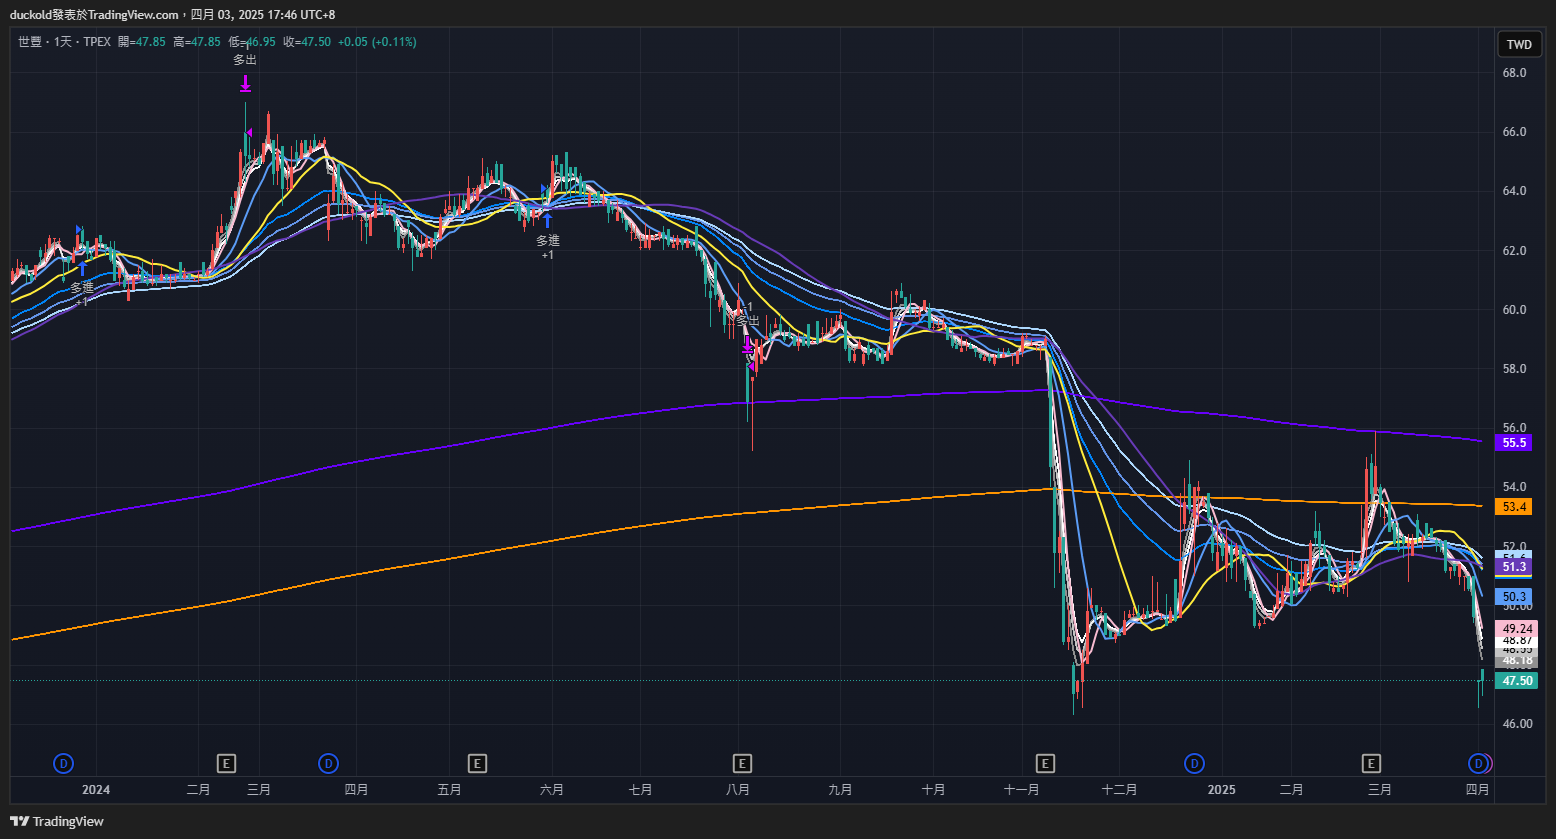 duckold發表於TradingView.com，四月 03, 2025 17:46 UTC+8
世豐 · 1天 · TPEX 開=47.85 高=47.85 低=46.95 收=47.50 +0.05 (+0.11%)
TWD
-1
多出
68.0
66.0
64.0
62.0
60.0
58.0
56.0
55.5
54.0
53.4
52.0
51.3
50.3
50.00
49.24
48.87
48.18
47.50
46.00
多進
+1
多進
+1
-1
多出
D
E
D
E
E
E
D
E
D
2024 二月 三月 四月 五月 六月 七月 八月 九月 十月 十一月 十二月 2025 二月 三月 四月
TradingView